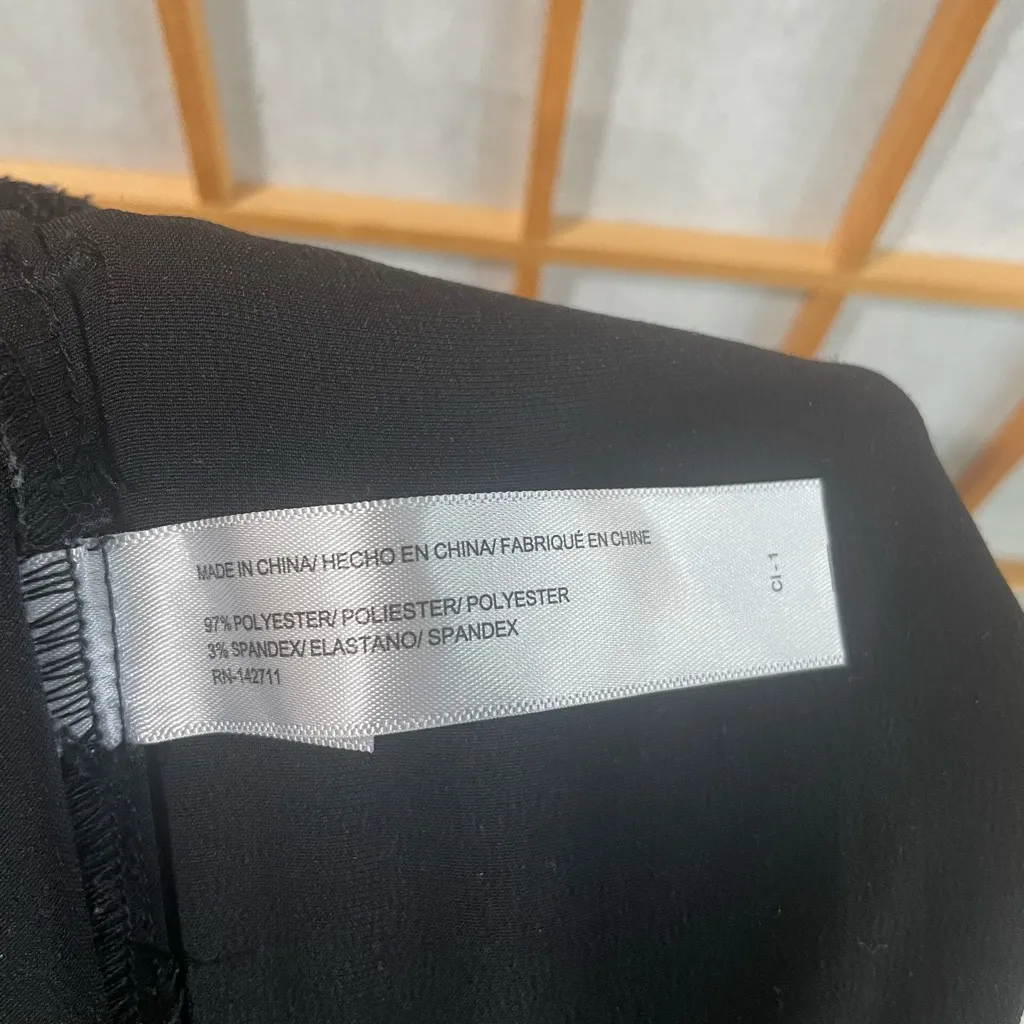 MADE IN CHINA/ HECHO EN CHINA/ FABRIQUÉ EN CHINE
97% POLYESTER/ POLIESTER/ POLYESTER
3% SPANDEX/ ELASTANO/ SPANDEX
RN-142711
CI - 1